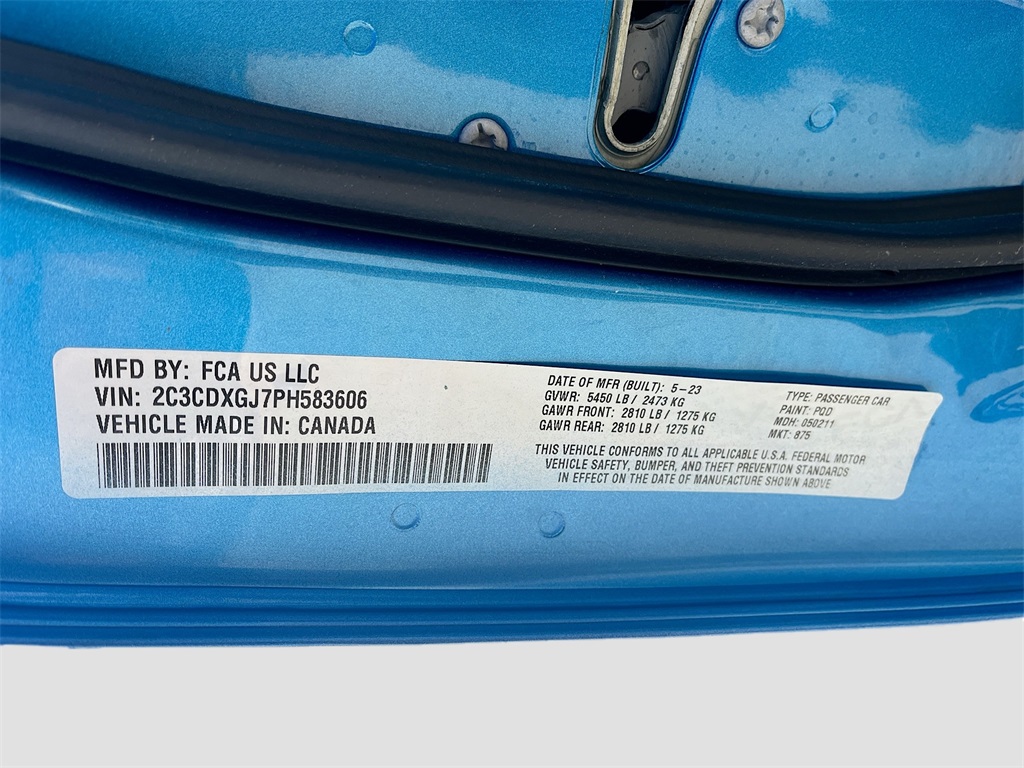 MFD BY: FCA US LLC
VIN: 2C3CDXGJ7PH583606
VEHICLE MADE IN: CANADA
DATE OF MFR (BUILT): 5-23
GVWR: 5450 LB / 2473 KG
GAWR FRONT: 2810 LB / 1275 KG
GAWR REAR: 2810 LB / 1275 KG
TYPE: PASSENGER CAR
PAINT: PQD
MDH: 050211
MKT: 875
THIS VEHICLE CONFORMS TO ALL APPLICABLE U.S.A. FEDERAL MOTOR
VEHICLE SAFETY, BUMPER, AND THEFT PREVENTION STANDARDS
IN EFFECT ON THE DATE OF MANUFACTURE SHOWN ABOVE